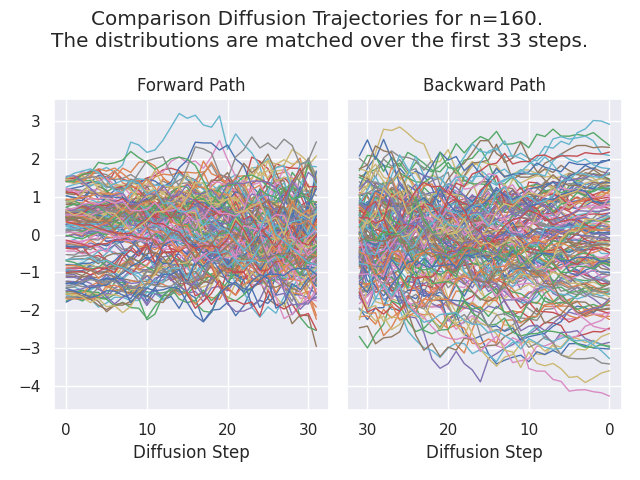 Comparison Diffusion Trajectories for n=160.
The distributions are matched over the first 33 steps.
Forward Path
Backward Path
3
2
1
0
−1
−2
−3
−4
0 10 20 30
30 20 10 0
Diffusion Step
Diffusion Step